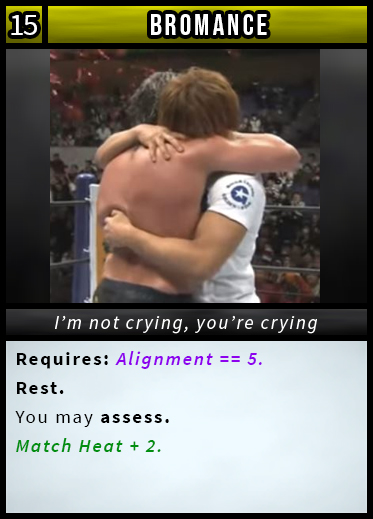 15
BROMANCE
I'm not crying, you're crying
Requires: Alignment == 5.
Rest.
You may assess.
Match Heat + 2.